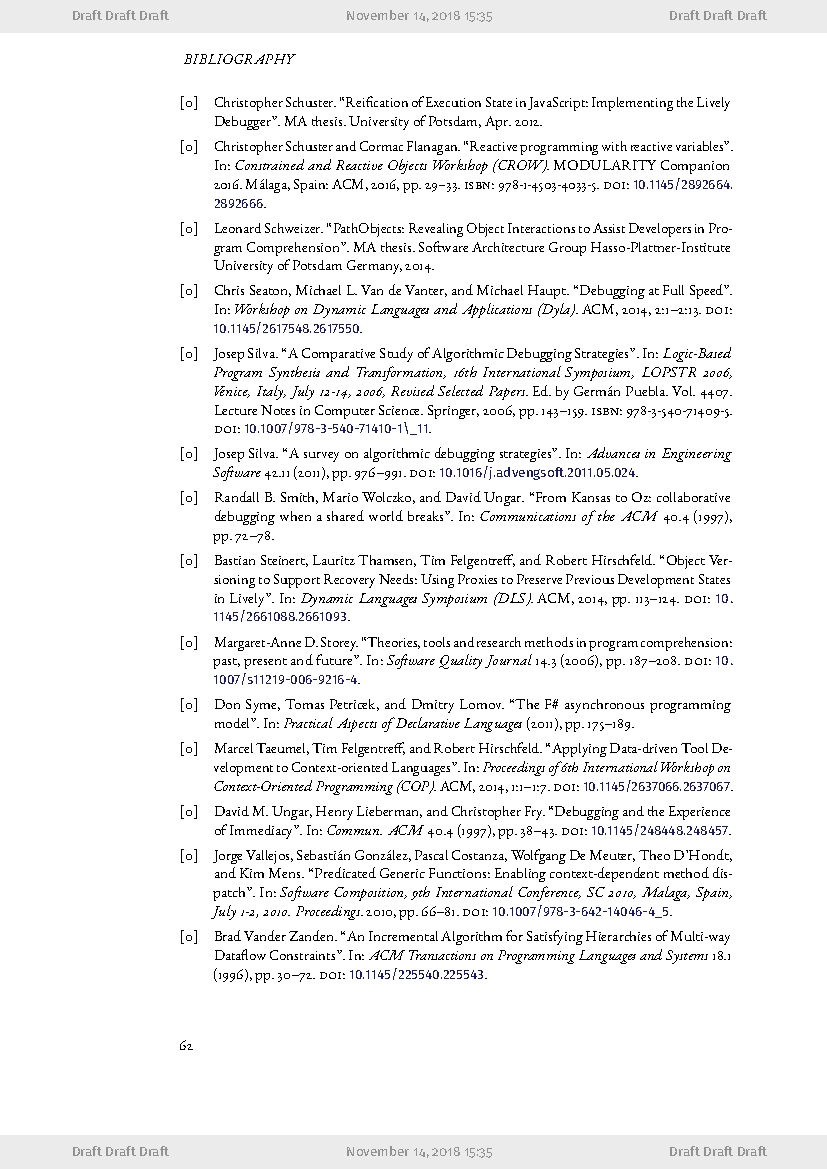 Draft Draft Draft November 14, 2018 15:35 Draft Draft Draft
BIBLIOGRAPHY
[0] Christopher Schuster. “Reification of Execution State in JavaScript: Implementing the Lively
Debugger”. MA thesis. University of Potsdam, Apr. 2012.
[0] Christopher Schuster and Cormac Flanagan. “Reactive programming with reactive variables”.
In: Constrained and Reactive Objects Workshop (CROW). MODULARITY Companion
2016. Málaga, Spain: ACM, 2016, pp. 29–33. ISBN: 978-1-4503-4033-5. DOI: 10.1145/2892664.
2892666.
[0] Leonard Schweizer. “PathObjects: Revealing Object Interactions to Assist Developers in Pro-
gram Comprehension”. MA thesis. Software Architecture Group Hasso-Plattner-Institute
University of Potsdam Germany, 2014.
[0] Chris Seaton, Michael L. Van de Vanter, and Michael Haupt. “Debugging at Full Speed”.
In: Workshop on Dynamic Languages and Applications (Dyla). ACM, 2014, 2:1–2:13. DOI:
10.1145/2617548.2617550.
[0] Josep Silva. “A Comparative Study of Algorithmic Debugging Strategies”. In: Logic-Based
Program Synthesis and Transformation, 16th International Symposium, LOPSTR 2006,
Venice, Italy, July 12-14, 2006, Revised Selected Papers. Ed. by Germán Puebla. Vol. 4407.
Lecture Notes in Computer Science. Springer, 2006, pp. 143–159. ISBN: 978-3-540-71409-5.
DOI: 10.1007/978-3-540-71410-1\_11.
[0] Josep Silva. “A survey on algorithmic debugging strategies”. In: Advances in Engineering
Software 42.11 (2011), pp. 976–991. DOI: 10.1016/j.advengsoft.2011.05.024.
[0] Randall B. Smith, Mario Wolczko, and David Ungar. “From Kansas to Oz: collaborative
debugging when a shared world breaks”. In: Communications of the ACM 40.4 (1997),
pp. 72–78.
[0] Bastian Steinert, Lauritz Thamsen, Tim Felgentreff, and Robert Hirschfeld. “Object Ver-
sioning to Support Recovery Needs: Using Proxies to Preserve Previous Development States
in Lively”. In: Dynamic Languages Symposium (DLS). ACM, 2014, pp. 113–124. DOI: 10.
1145/2661088.2661093.
[0] Margaret-Anne D. Storey. “Theories, tools and research methods in program comprehension:
past, present and future”. In: Software Quality Journal 14.3 (2006), pp. 187–208. DOI: 10.
1007/s11219-006-9216-4.
[0] Don Syme, Tomas Petricek, and Dmitry Lomov. “The F# asynchronous programming
model”. In: Practical Aspects of Declarative Languages (2011), pp. 175–189.
[0] Marcel Taeumel, Tim Felgentreff, and Robert Hirschfeld. “Applying Data-driven Tool De-
velopment to Context-oriented Languages”. In: Proceedings of 6th International Workshop on
Context-Oriented Programming (COP). ACM, 2014, 1:1–1:7. DOI: 10.1145/2637066.2637067.
[0] David M. Ungar, Henry Lieberman, and Christopher Fry. “Debugging and the Experience
of Immediacy”. In: Commun. ACM 40.4 (1997), pp. 38–43. DOI: 10.1145/248448.248457.
[0] Jorge Vallejos, Sebastián González, Pascal Costanza, Wolfgang De Meuter, Theo D’Hondt,
and Kim Mens. “Predicated Generic Functions: Enabling context-dependent method dis-
patch”. In: Software Composition, 9th International Conference, SC 2010, Malaga, Spain,
July 1-2, 2010. Proceedings. 2010, pp. 66–81. DOI: 10.1007/978-3-642-14046-4_5.
[0] Brad Vander Zanden. “An Incremental Algorithm for Satisfying Hierarchies of Multi-way
Dataflow Constraints”. In: ACM Transactions on Programming Languages and Systems 18.1
(1996), pp. 30–72. DOI: 10.1145/225540.225543.
62
Draft Draft Draft November 14, 2018 15:35 Draft Draft Draft